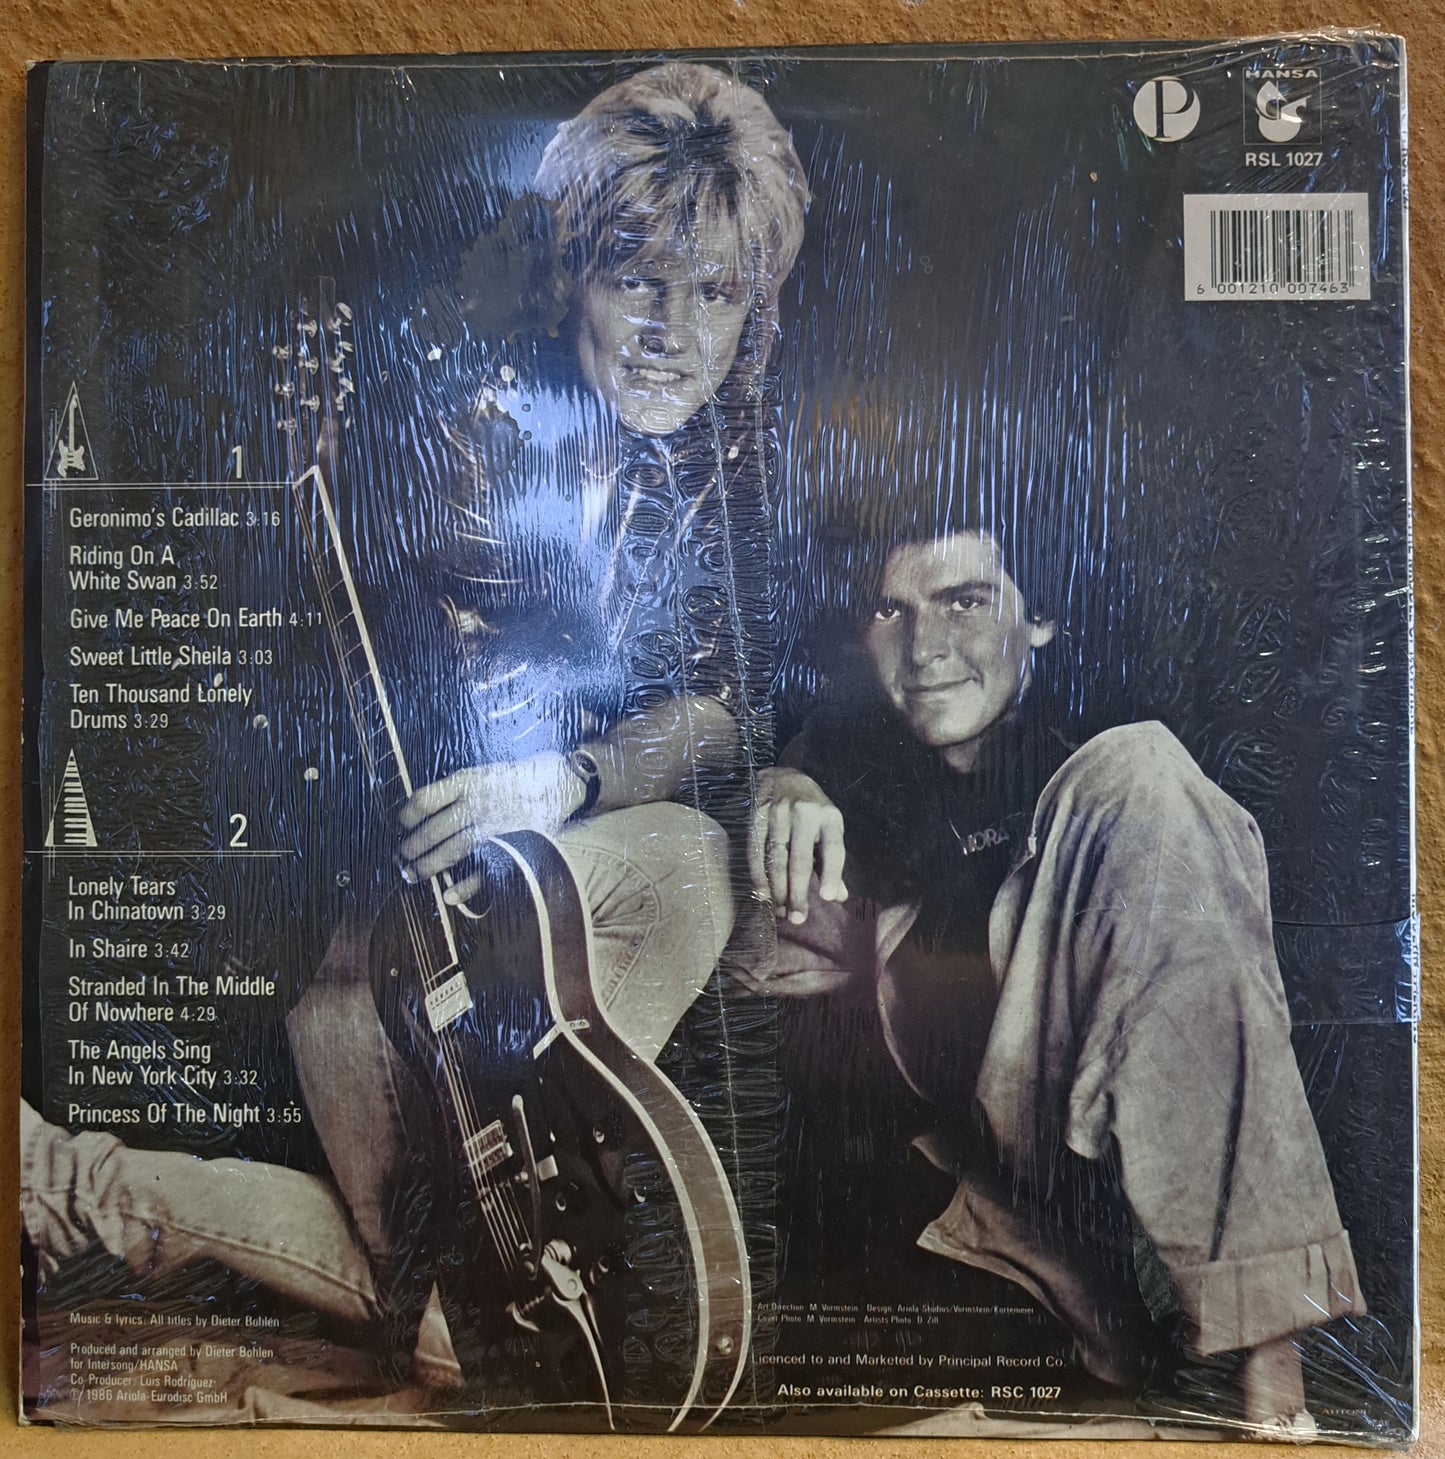 P
HANSA
RSL 1027
6 001210 007463
1
Geronimo's Cadillac 3:16
Riding On A
White Swan 3:52
Give Me Peace On Earth 4:11
Sweet Little Sheila 3:03
Ten Thousand Lonely
Drums 3:29
2
Lonely Tears
In Chinatown 3:29
In Shaire 3:42
Stranded In The Middle
Of Nowhere 4:29
The Angels Sing
In New York City 3:32
Princess Of The Night 3:55
Music & lyrics: All titles by Dieter Bohlen
Produced and arranged by Dieter Bohlen
for Intersong/HANSA
Co-Producer: Luis Rodriguez
℗ 1986 Ariola-Eurodisc GmbH
Art Direction: M. Vormstein Design: Ariola Studios/Vormstein/Kortemeier
Cover Photo: M. Vormstein Artists Photo: D. Zill
Licenced to and Marketed by Principal Record Co.
Also available on Cassette: RSC 1027
NORA